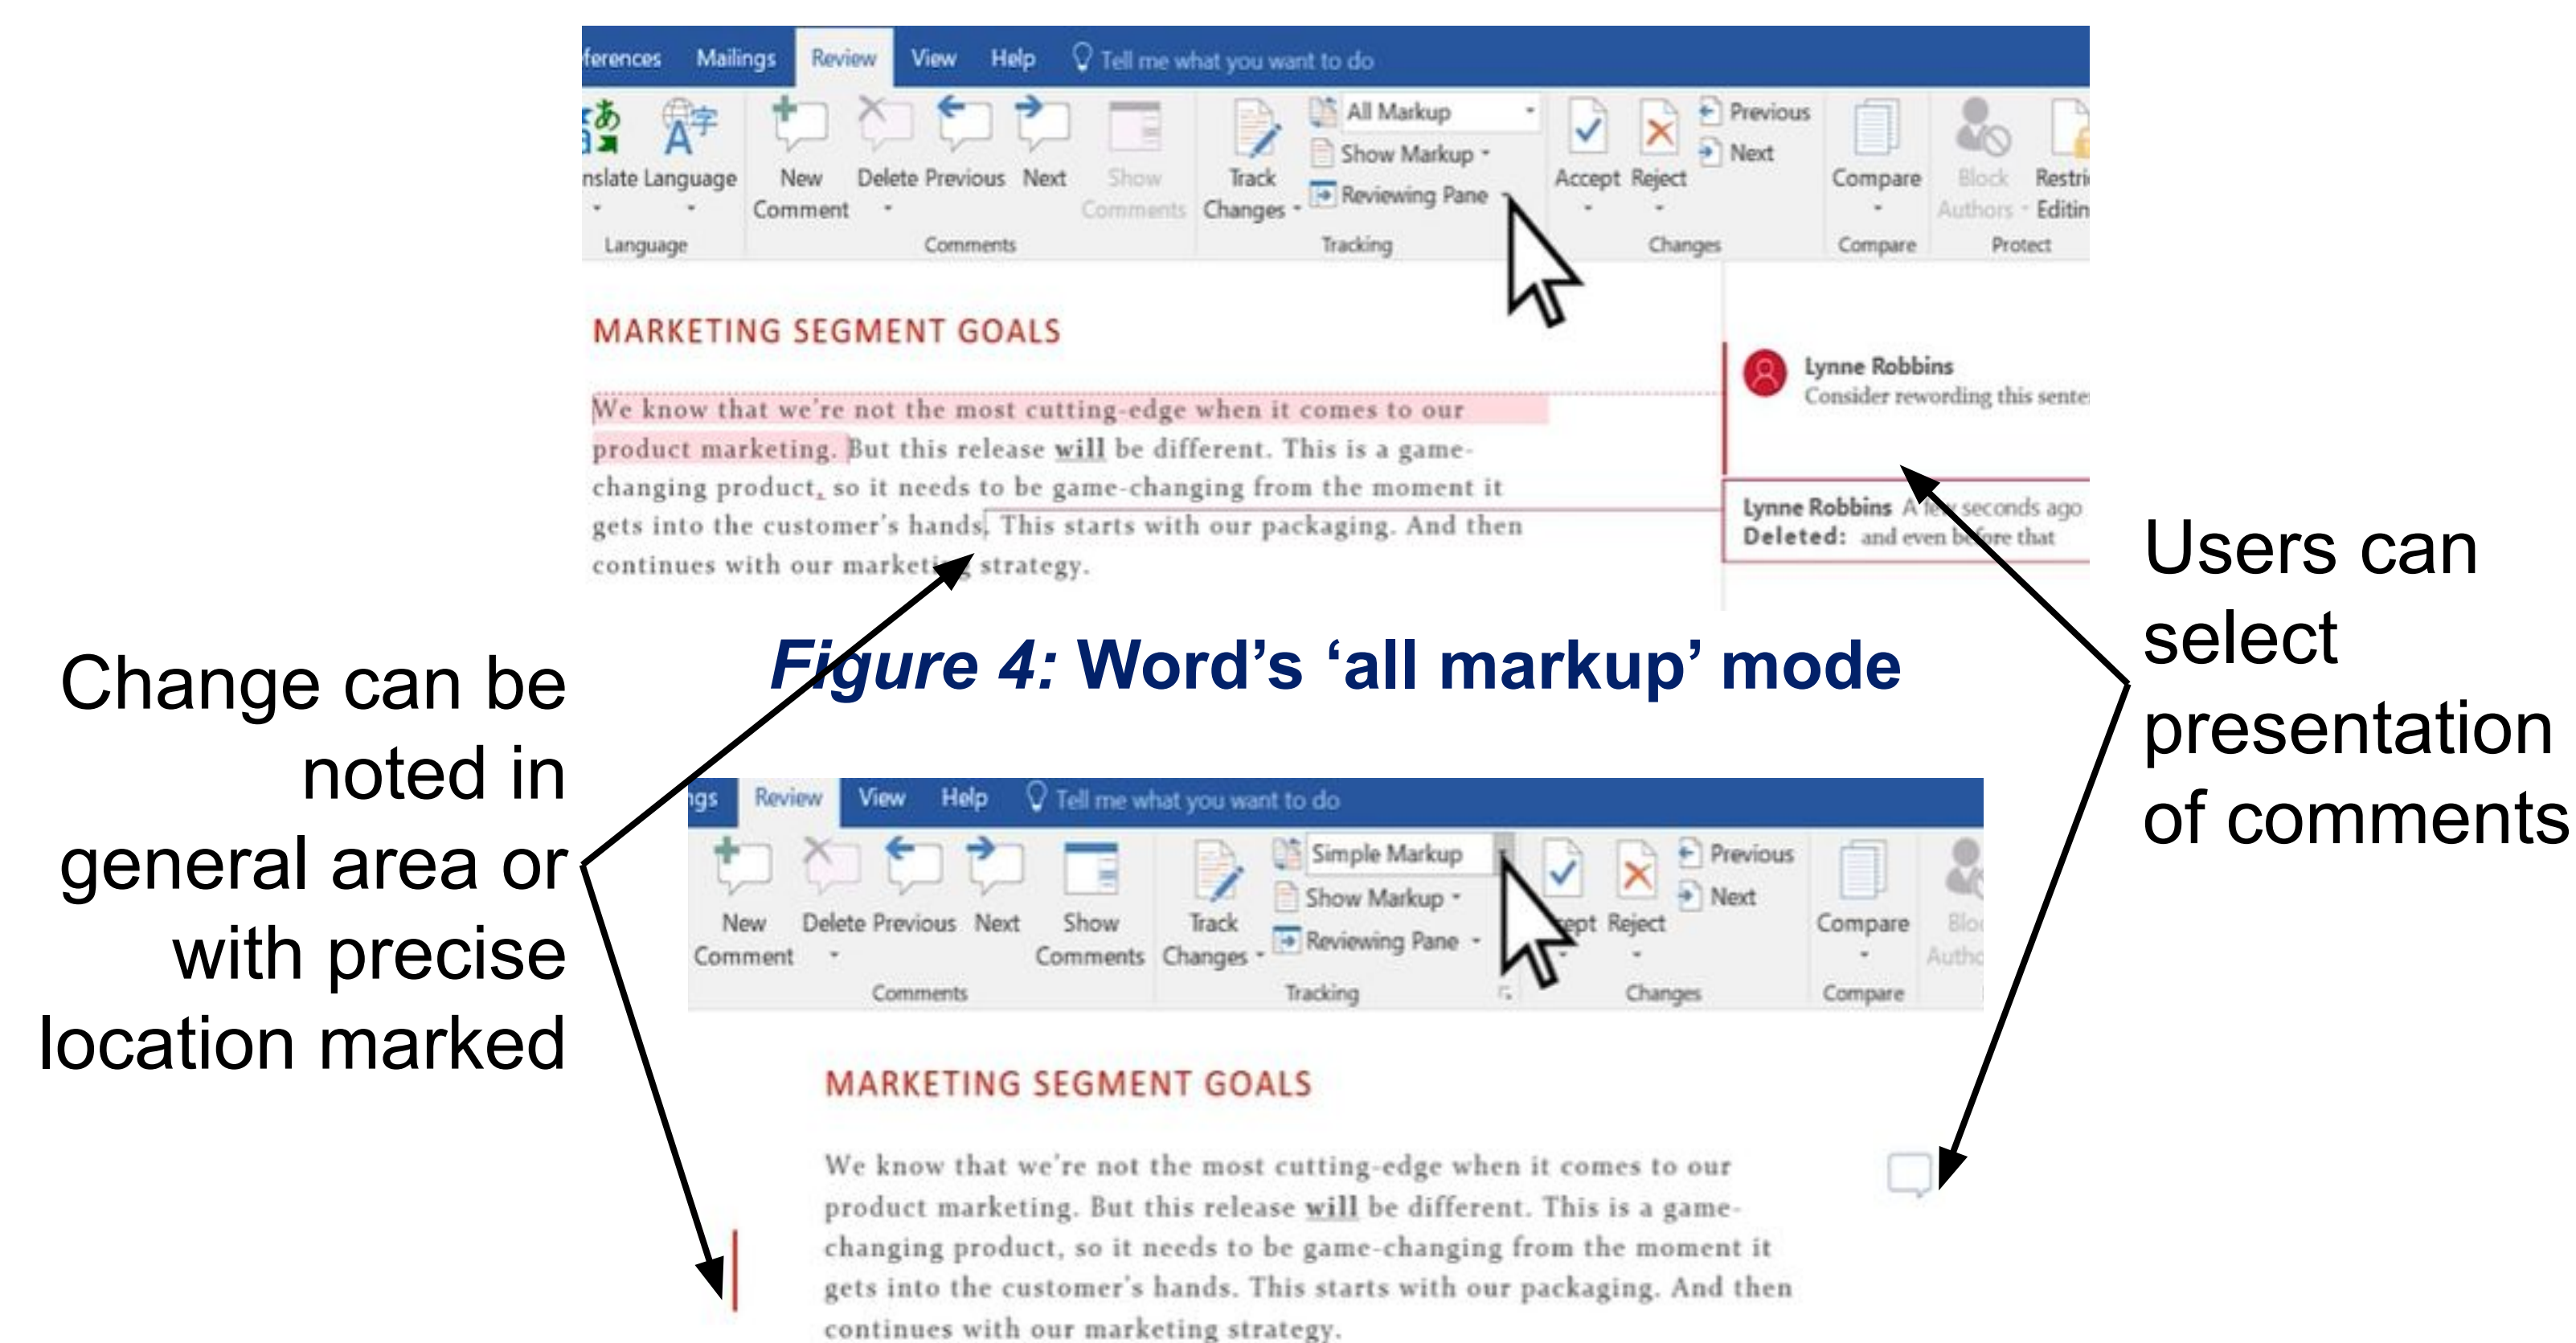 ferences Mailings Review View Help Tell me what you want to do
nslate Language New Comment Delete Previous Next Show Comments Track Changes All Markup Show Markup Reviewing Pane Accept Reject Previous Next Compare Block Authors Restri Editin
Language Comments Tracking Changes Compare Protect
MARKETING SEGMENT GOALS
We know that we're not the most cutting-edge when it comes to our
product marketing. But this release will be different. This is a game-
changing product, so it needs to be game-changing from the moment it
gets into the customer's hands. This starts with our packaging. And then
continues with our marketing strategy.
Lynne Robbins
Consider rewording this sente
Lynne Robbins A few seconds ago
Deleted: and even before that
Users can
select
presentation
of comments
Figure 4: Word's 'all markup' mode
Change can be
noted in
general area or
with precise
location marked
ngs Review View Help Tell me what you want to do
New Comment Delete Previous Next Show Comments Track Changes Simple Markup Show Markup Reviewing Pane ept Reject Previous Next Compare Blo Autho
Comments Tracking Changes Compare
MARKETING SEGMENT GOALS
We know that we're not the most cutting-edge when it comes to our
product marketing. But this release will be different. This is a game-
changing product, so it needs to be game-changing from the moment it
gets into the customer's hands. This starts with our packaging. And then
continues with our marketing strategy.